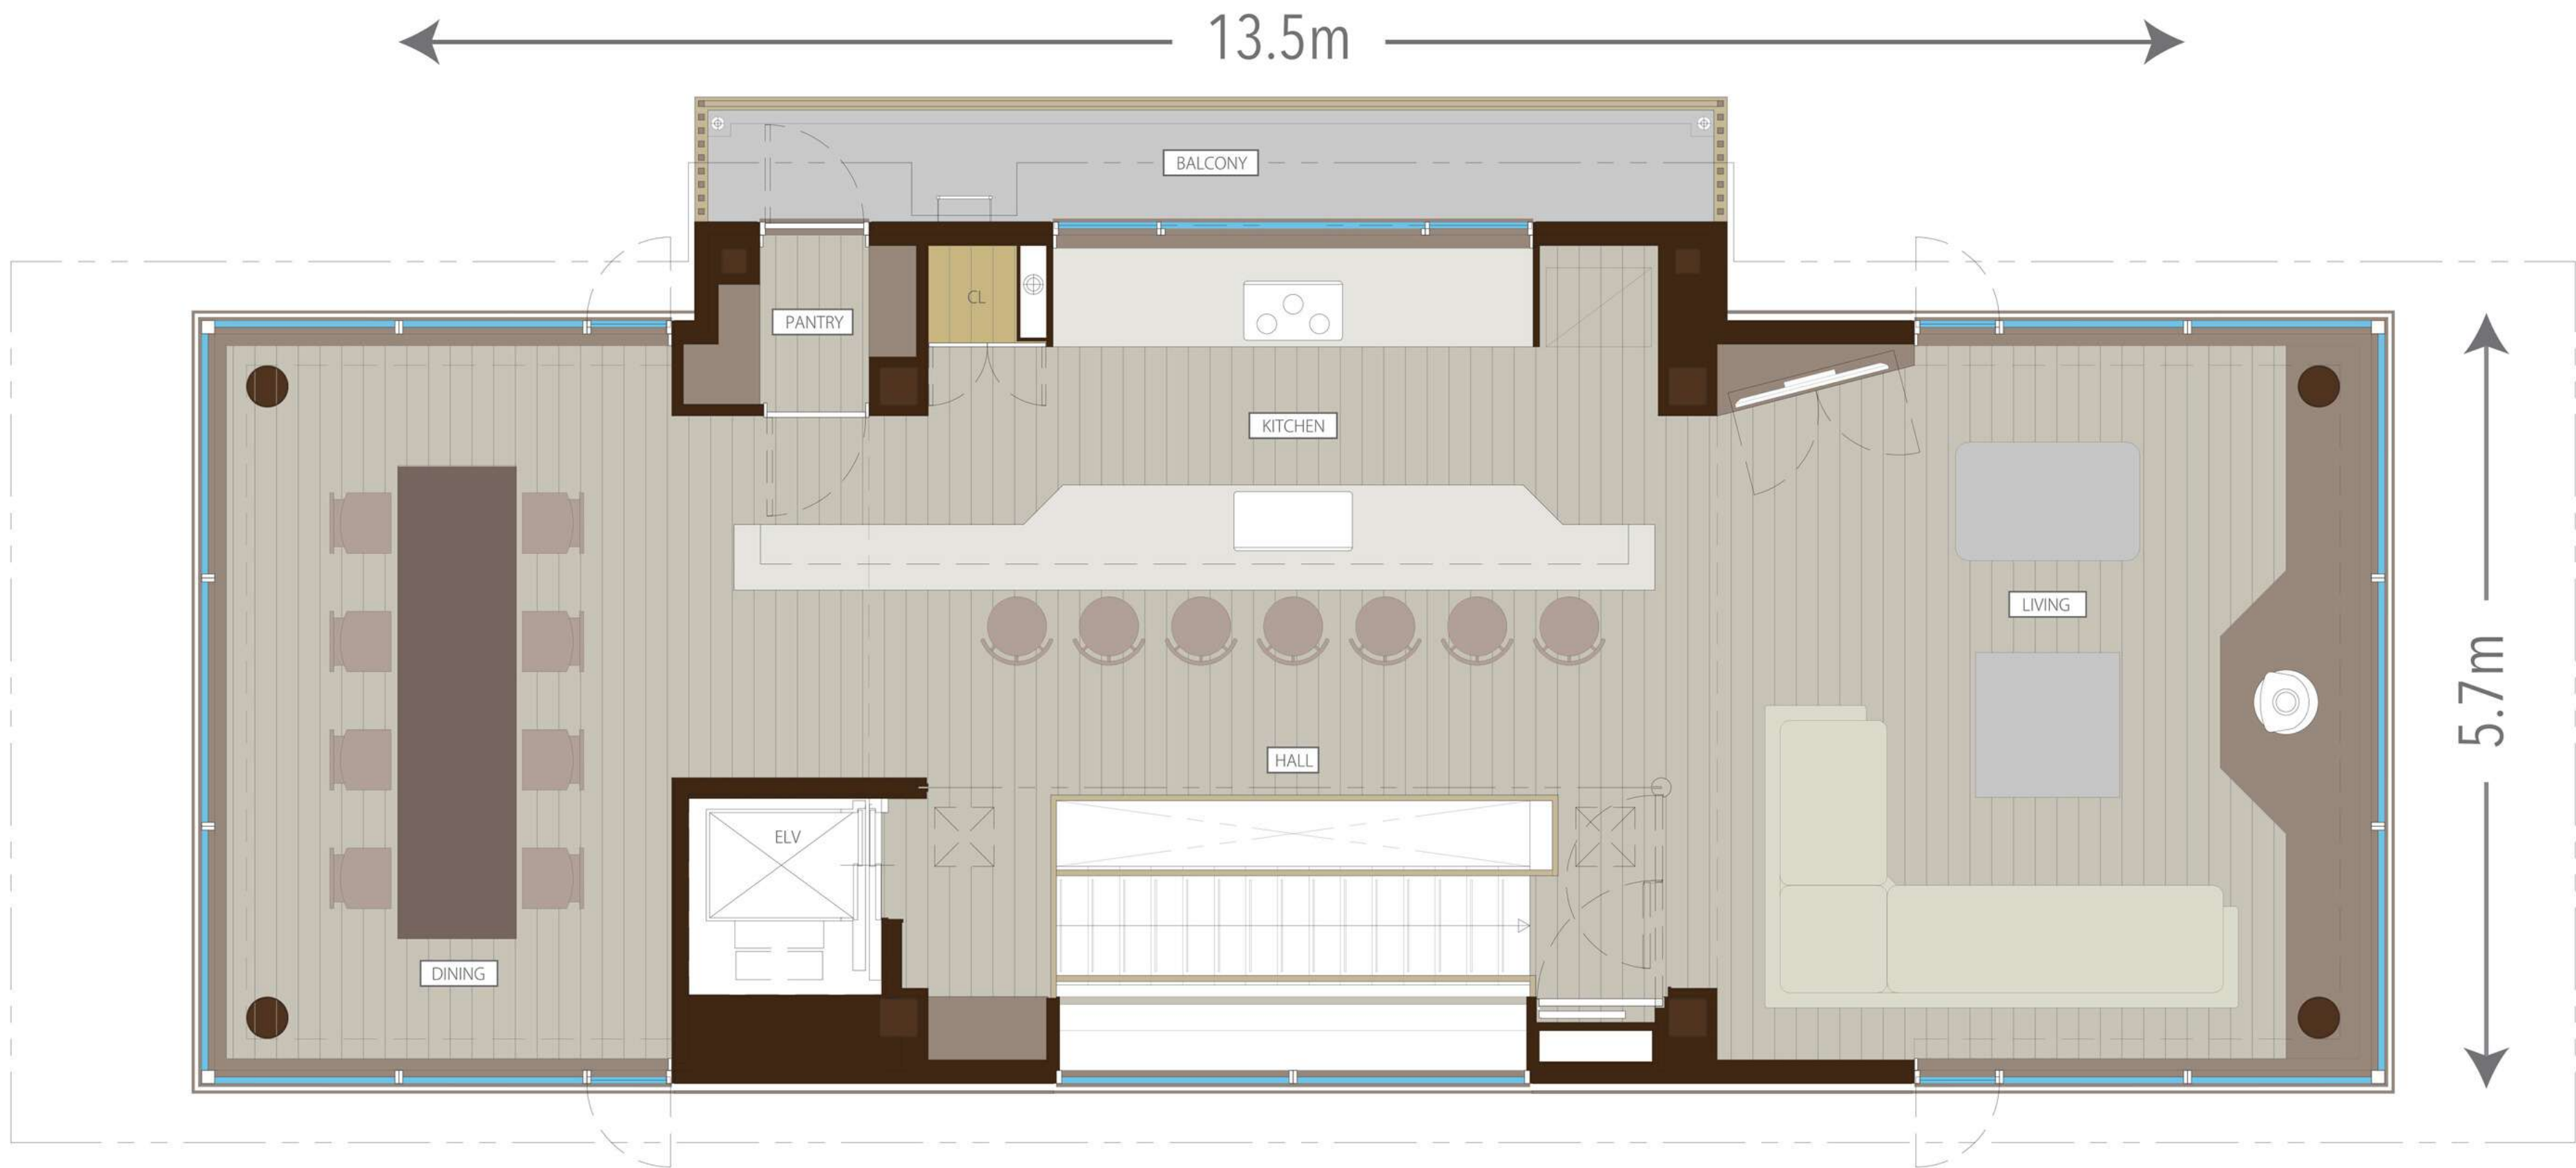 13.5m
BALCONY
CL
PANTRY
KITCHEN
LIVING
5.7m
HALL
ELV
DINING